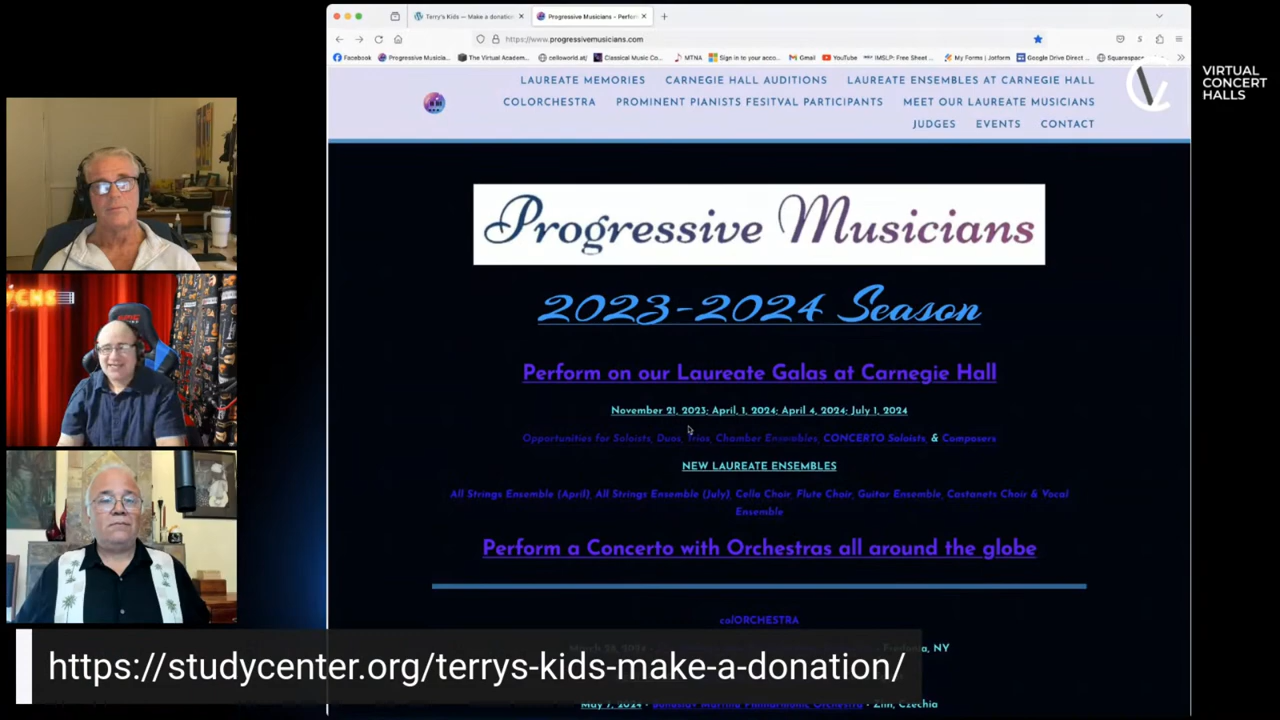 Terry's Kids — Make a donation
Progressive Musicians - Perfor
https://www.progressivemusicians.com
Facebook
Progressive Musicia...
The Virtual Academ...
celloworld.at/
Classical Music Co...
MTNA
Sign in to your acco...
Gmail
YouTube
IMSLP: Free Sheet ...
My Forms | Jotform
Google Drive Direct ...
Squarespace
LAUREATE MEMORIES CARNEGIE HALL AUDITIONS LAUREATE ENSEMBLES AT CARNEGIE HALL
COLORCHESTRA PROMINENT PIANISTS FESITVAL PARTICIPANTS MEET OUR LAUREATE MUSICIANS
JUDGES EVENTS CONTACT
VIRTUAL
CONCERT
HALLS
Progressive Musicians
2023-2024 Season
Perform on our Laureate Galas at Carnegie Hall
November 21, 2023; April, 1, 2024; April 4, 2024; July 1, 2024
Opportunities for Soloists, Duos, Trios, Chamber Ensembles, CONCERTO Soloists & Composers
NEW LAUREATE ENSEMBLES
All Strings Ensemble (April), All Strings Ensemble (July), Cello Choir, Flute Choir, Guitar Ensemble, Castanets Choir & Vocal
Ensemble
Perform a Concerto with Orchestras all around the globe
colORCHESTRA
VCHS
https://studycenter.org/terrys-kids-make-a-donation/
May 7, 2024 - Bohuslav Martinů Philharmonic Orchestra - Zlín, Czechia